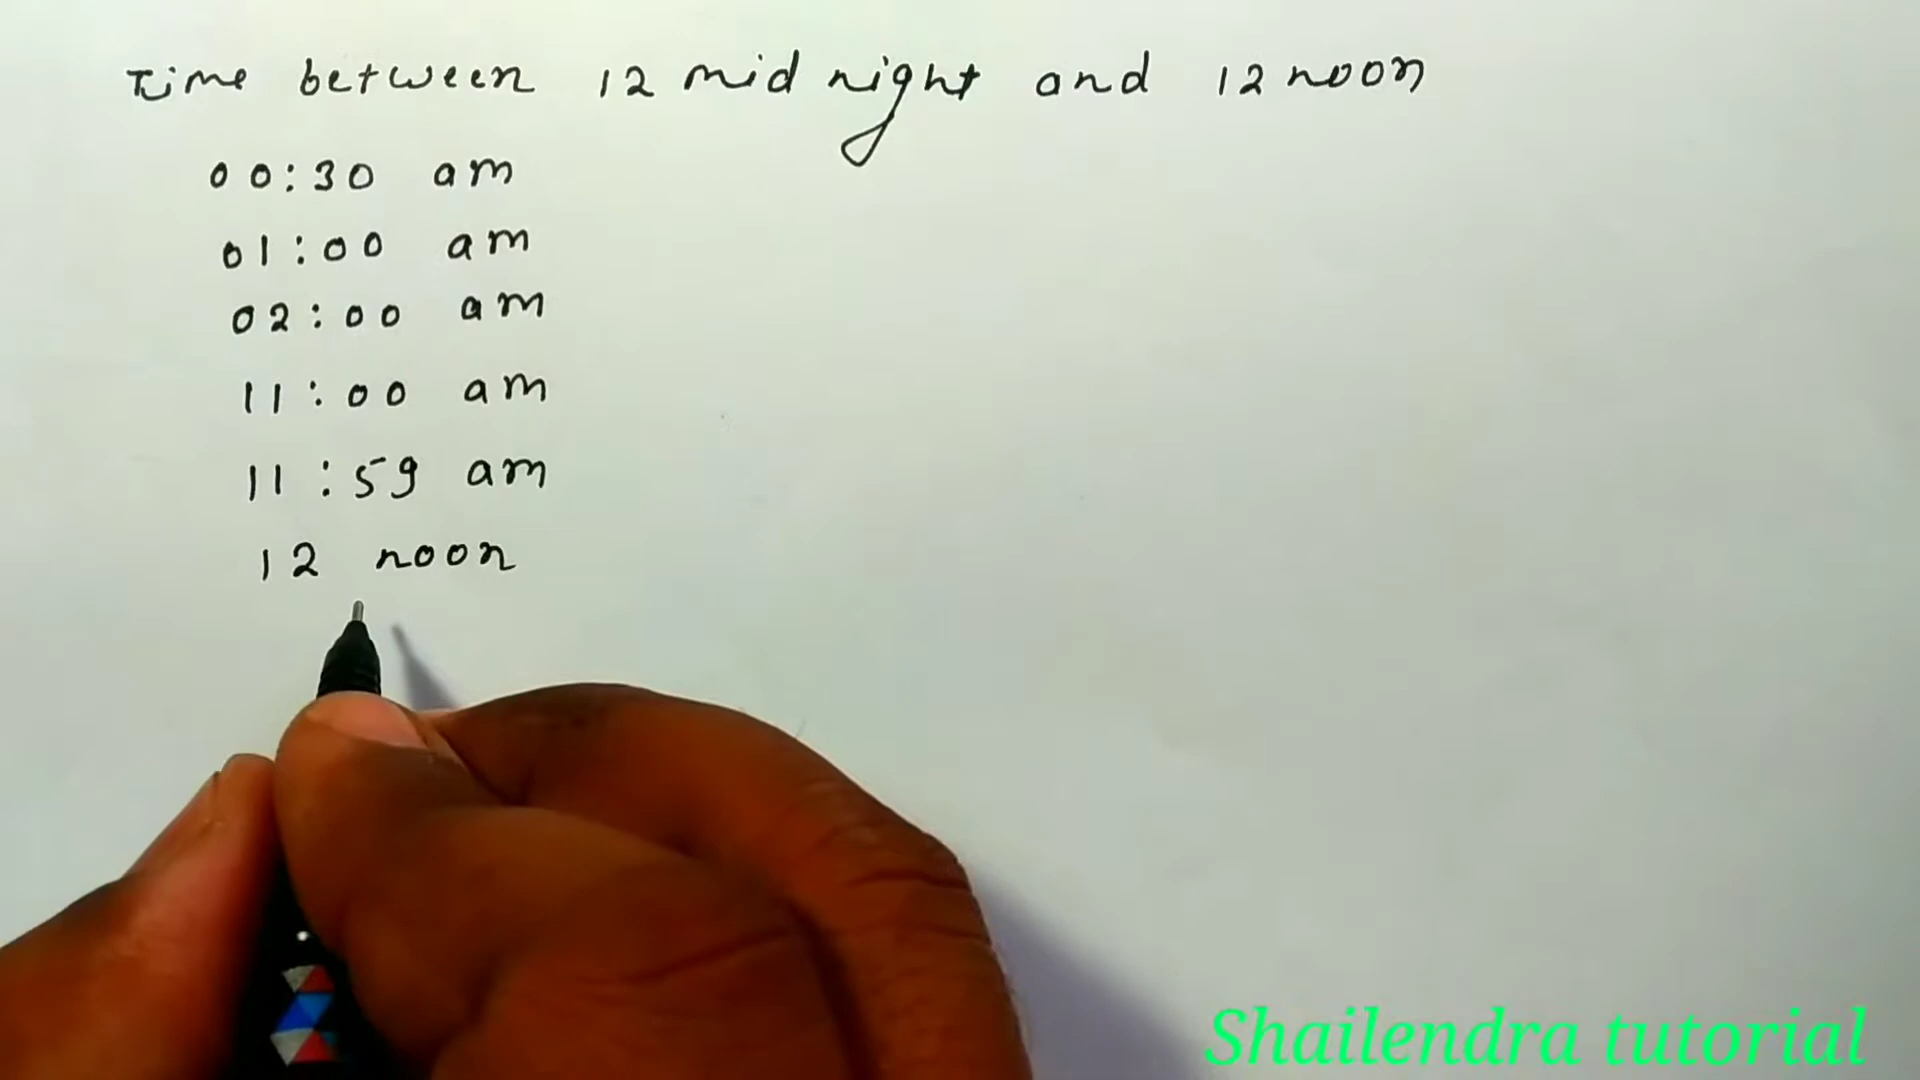 Time between 12 mid night and 12 noon
00:30 am
01:00 am
02:00 am
11:00 am
11:59 am
12 noon
Shailendra tutorial